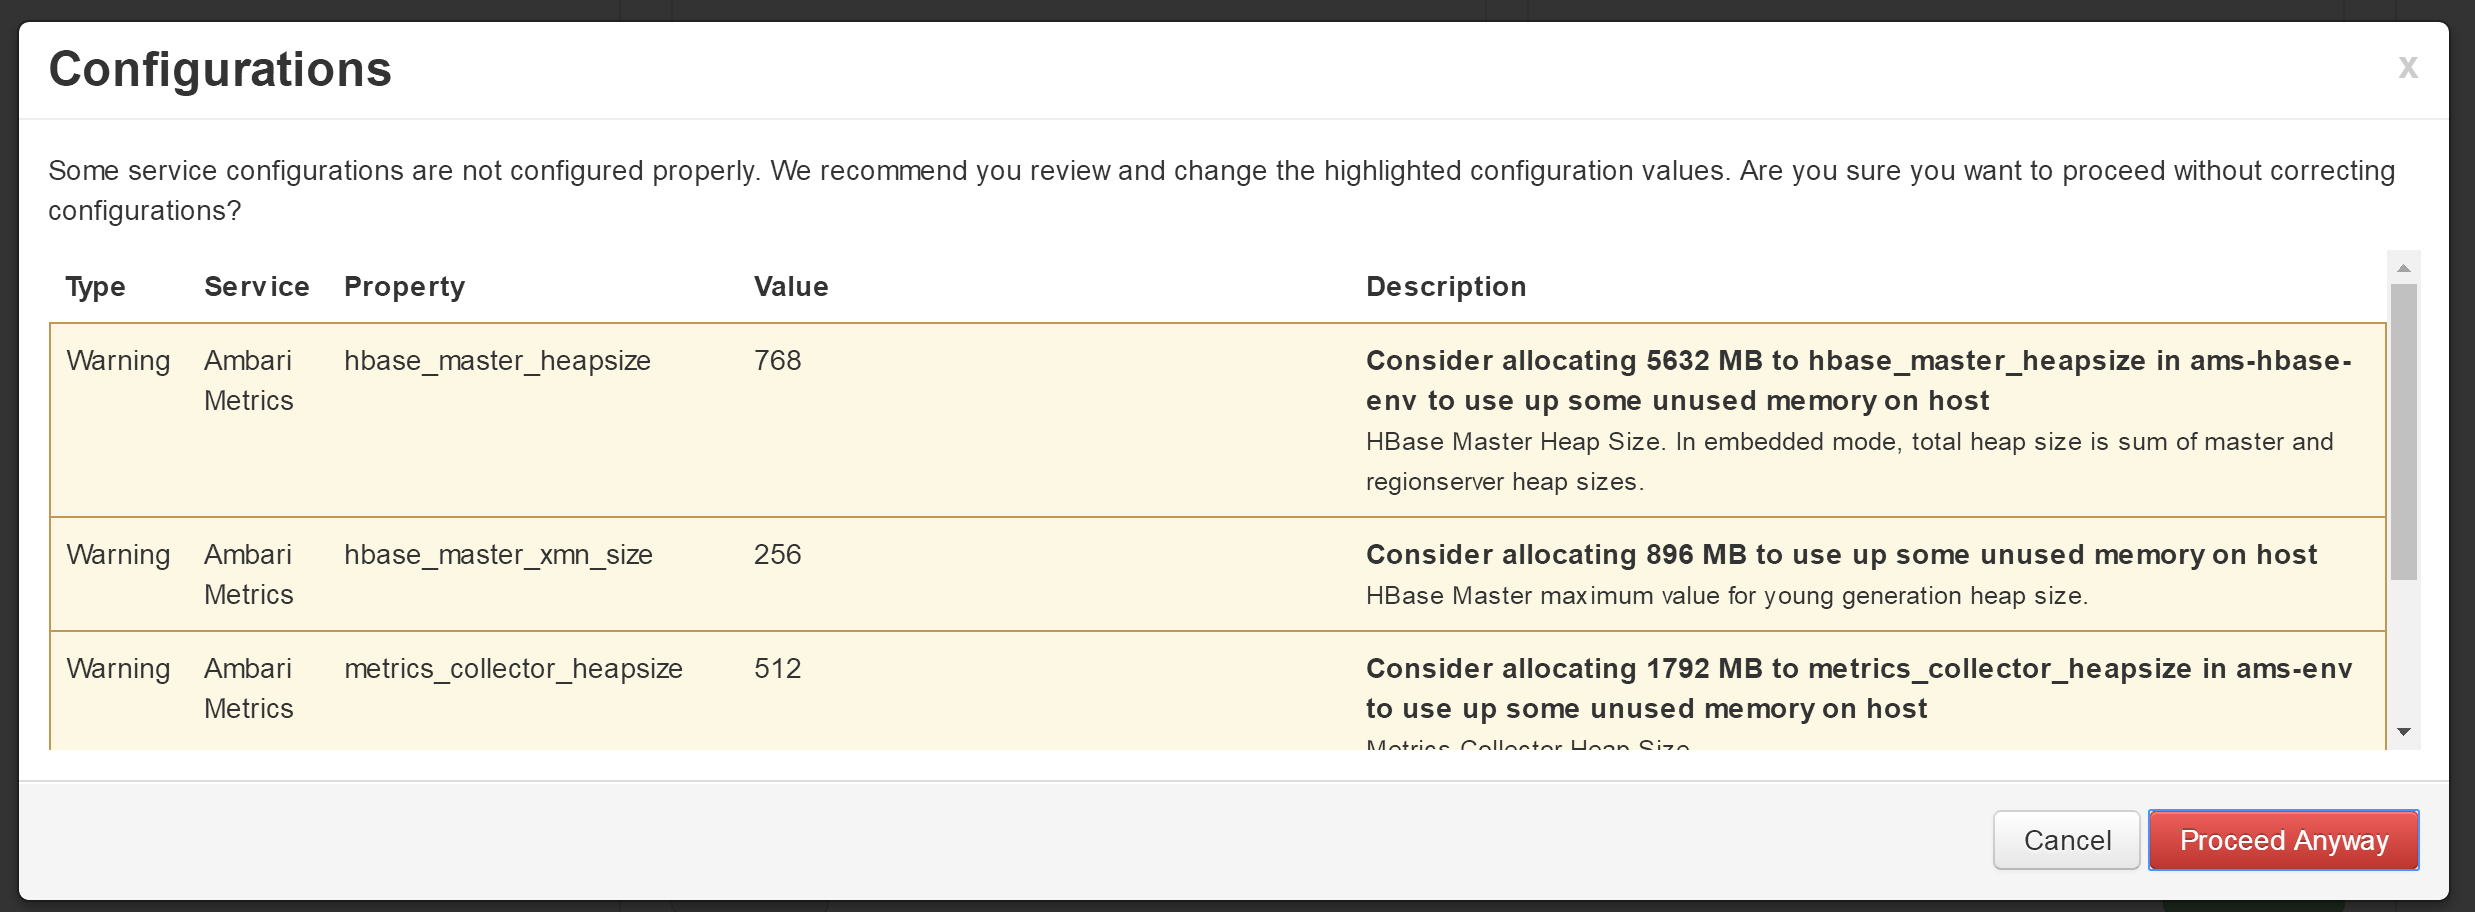 Configurations
x
Some service configurations are not configured properly. We recommend you review and change the highlighted configuration values. Are you sure you want to proceed without correcting
configurations?
Type Service Property Value Description
Warning Ambari hbase_master_heapsize 768 Consider allocating 5632 MB to hbase_master_heapsize in ams-hbase-
Metrics env to use up some unused memory on host
HBase Master Heap Size. In embedded mode, total heap size is sum of master and
regionserver heap sizes.
Warning Ambari hbase_master_xmn_size 256 Consider allocating 896 MB to use up some unused memory on host
Metrics HBase Master maximum value for young generation heap size.
Warning Ambari metrics_collector_heapsize 512 Consider allocating 1792 MB to metrics_collector_heapsize in ams-env
Metrics to use up some unused memory on host
Metrics Collector Heap Size
Cancel Proceed Anyway